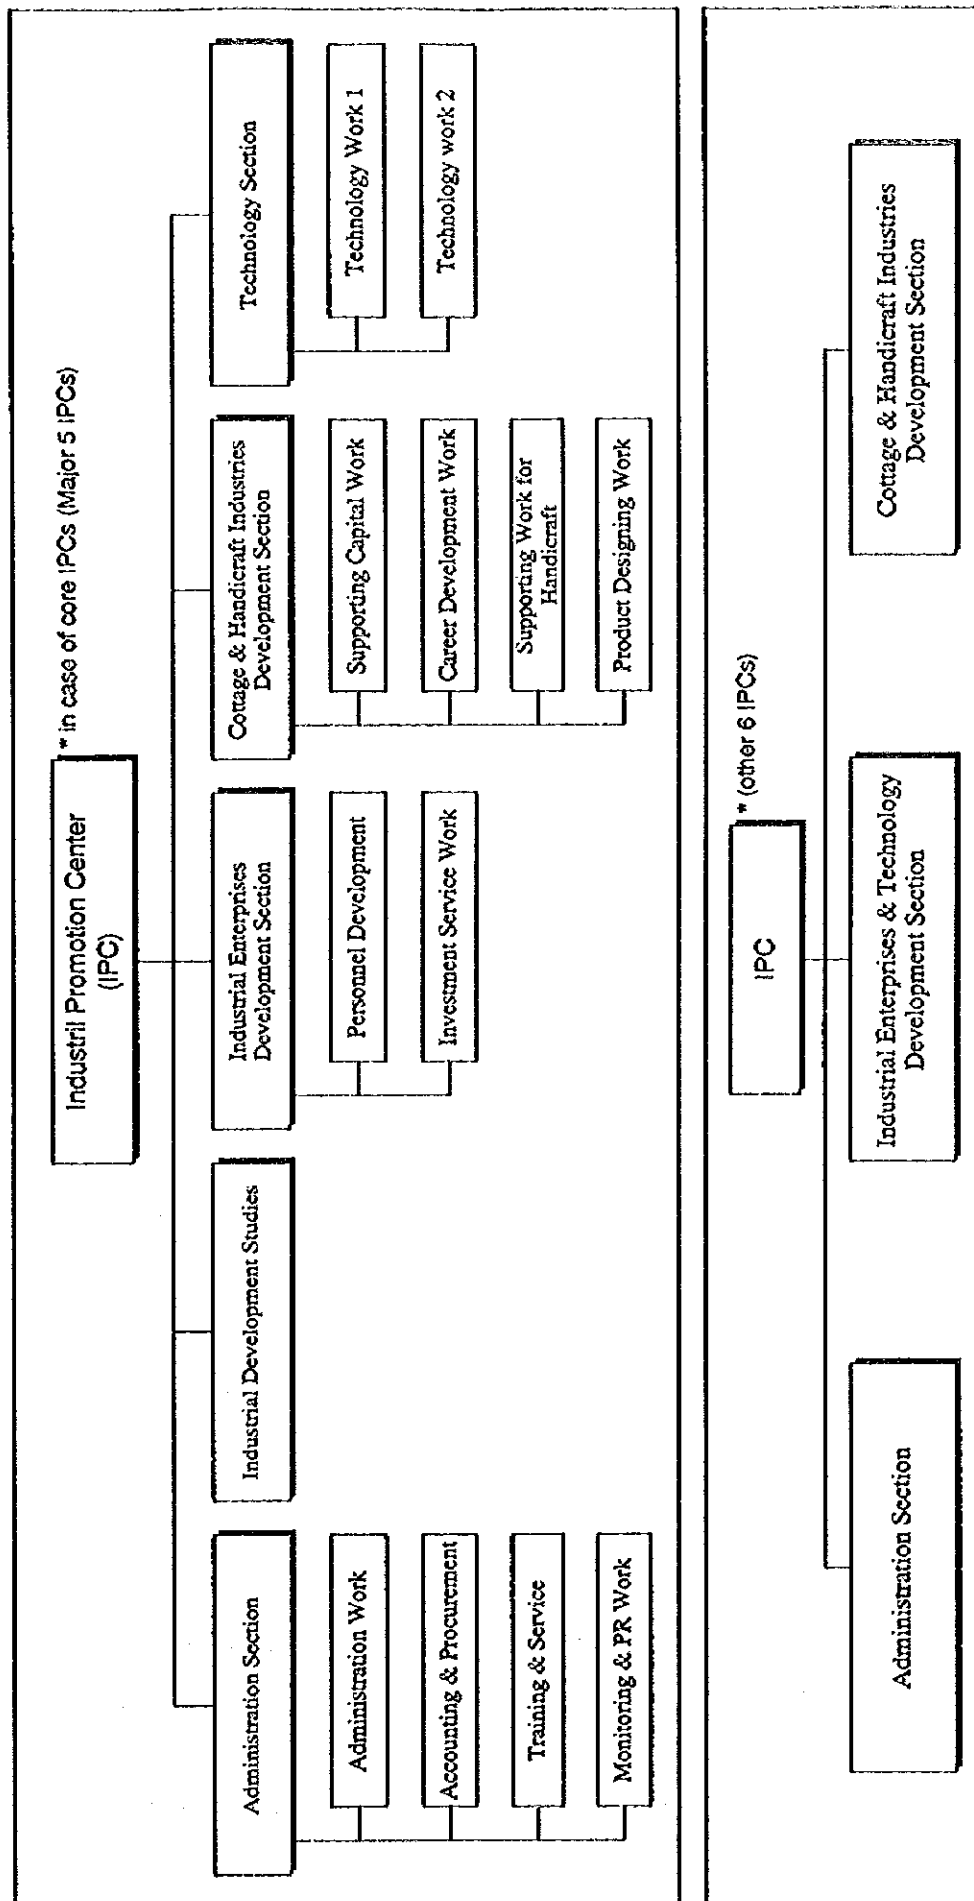 Industril Promotion Center
(IPC)
* in case of core IPCs (Major 5 IPCs)
Administration Section
Administration Work
Accounting & Procurement
Training & Service
Monitoring & PR Work
Industrial Development Studies
Industrial Enterprises
Development Section
Personnel Development
Investment Service Work
Cottage & Handicraft Industries
Development Section
Supporting Capital Work
Career Development Work
Supporting Work for
Handicraft
Product Designing Work
Technology Section
Technology Work 1
Technology work 2
IPC
* (other 6 IPCs)
Administration Section
Industrial Enterprises & Technology
Development Section
Cottage & Handicraft Industries
Development Section